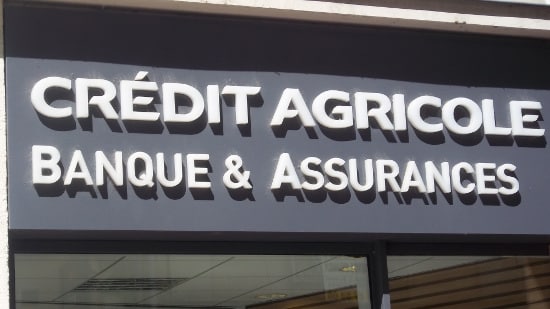 CRÉDIT AGRICOLE
BANQUE & ASSURANCES